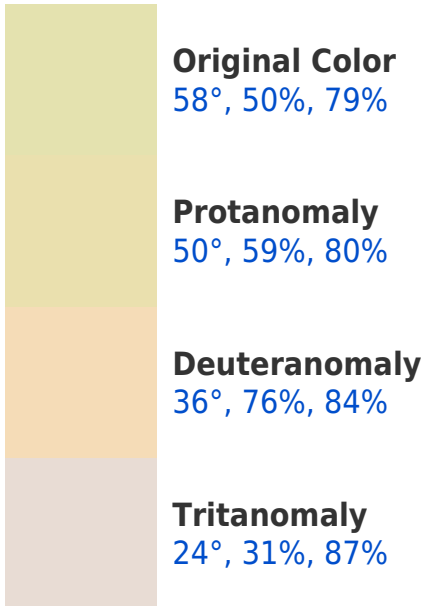 Original Color
58°, 50%, 79%
Protanomaly
50°, 59%, 80%
Deuteranomaly
36°, 76%, 84%
Tritanomaly
24°, 31%, 87%